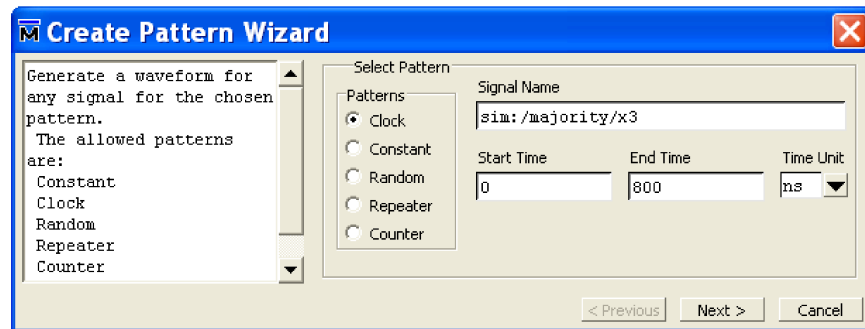 M Create Pattern Wizard
Generate a waveform for
any signal for the chosen
pattern.
The allowed patterns
are:
Constant
Clock
Random
Repeater
Counter
Select Pattern
Patterns
Clock
Constant
Random
Repeater
Counter
Signal Name
sim:/majority/x3
Start Time End Time Time Unit
0 800 ns
< Previous Next > Cancel